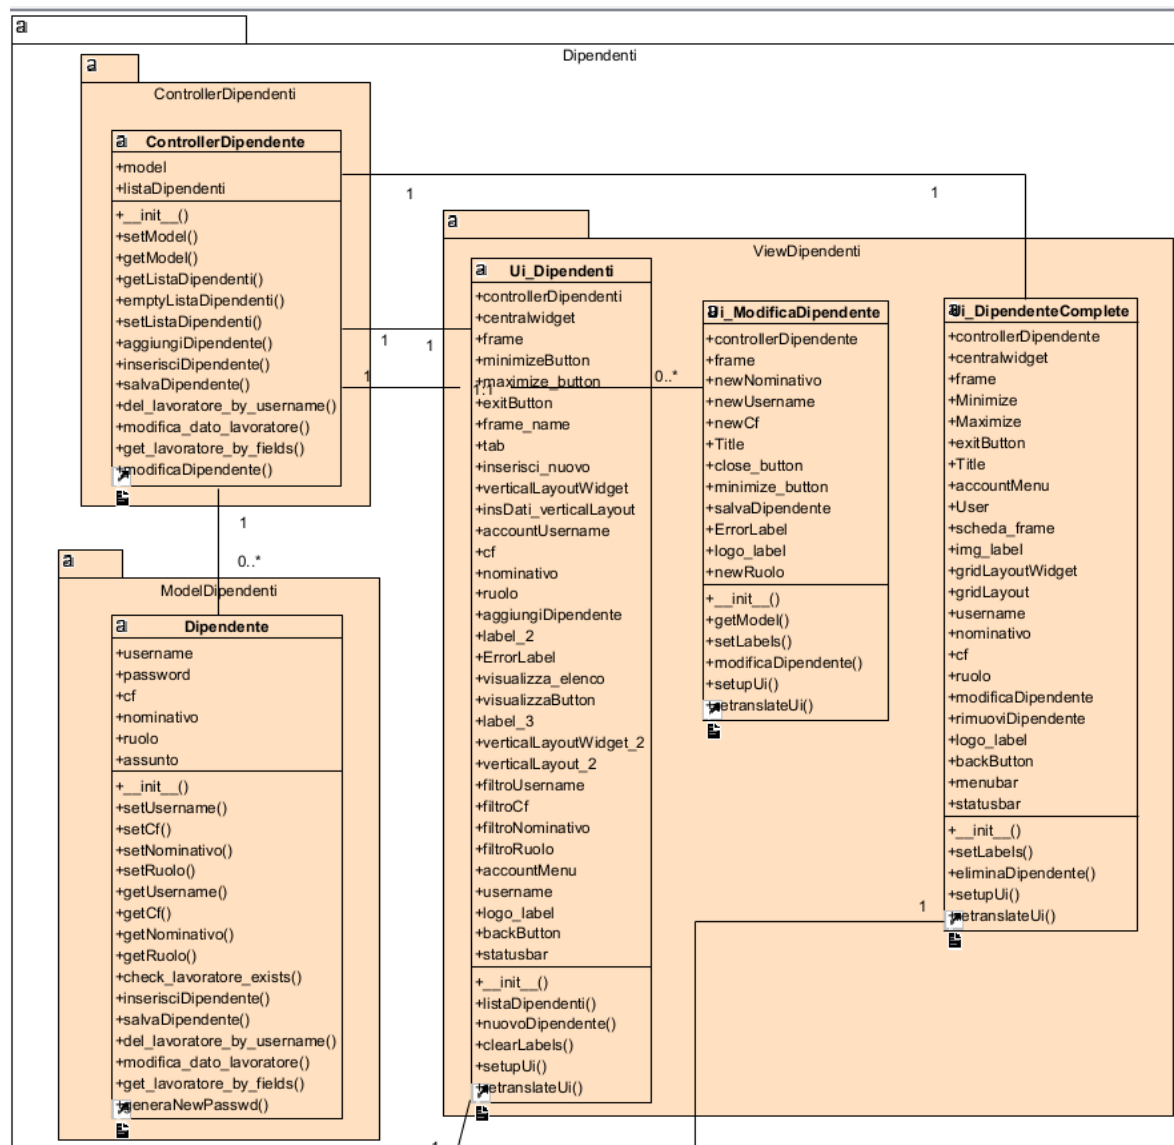 a
Dipendenti
a
ControllerDipendenti
a ControllerDipendente
+model
+listaDipendenti
+__init__()
+setModel()
+getModel()
+getListaDipendenti()
+emptyListaDipendenti()
+setListaDipendenti()
+aggiungiDipendente()
+inserisciDipendente()
+salvaDipendente()
+del_lavoratore_by_username()
+modifica_dato_lavoratore()
+get_lavoratore_by_fields()
+modificaDipendente()
1
1
1
1
1
1..1
0..*
1
0..*
a
ModelDipendenti
a Dipendente
+username
+password
+cf
+nominativo
+ruolo
+assunto
+__init__()
+setUsername()
+setCf()
+setNominativo()
+setRuolo()
+getUsername()
+getCf()
+getNominativo()
+getRuolo()
+check_lavoratore_exists()
+inserisciDipendente()
+salvaDipendente()
+del_lavoratore_by_username()
+modifica_dato_lavoratore()
+get_lavoratore_by_fields()
+generaNewPasswd()
a
ViewDipendenti
a Ui_Dipendenti
+controllerDipendenti
+centralwidget
+frame
+minimizeButton
+maximize_button
+exitButton
+frame_name
+tab
+inserisci_nuovo
+verticalLayoutWidget
+insDati_verticalLayout
+accountUsername
+cf
+nominativo
+ruolo
+aggiungiDipendente
+label_2
+ErrorLabel
+visualizza_elenco
+visualizzaButton
+label_3
+verticalLayoutWidget_2
+verticalLayout_2
+filtroUsername
+filtroCf
+filtroNominativo
+filtroRuolo
+accountMenu
+username
+logo_label
+backButton
+statusbar
+__init__()
+listaDipendenti()
+nuovoDipendente()
+clearLabels()
+setupUi()
+retranslateUi()
Ui_ModificaDipendente
+controllerDipendente
+frame
+newNominativo
+newUsername
+newCf
+Title
+close_button
+minimize_button
+salvaDipendente
+ErrorLabel
+logo_label
+newRuolo
+__init__()
+getModel()
+setLabels()
+modificaDipendente()
+setupUi()
+retranslateUi()
Ui_DipendenteComplete
+controllerDipendente
+centralwidget
+frame
+Minimize
+Maximize
+exitButton
+Title
+accountMenu
+User
+scheda_frame
+img_label
+gridLayoutWidget
+gridLayout
+username
+nominativo
+cf
+ruolo
+modificaDipendente
+rimuoviDipendente
+logo_label
+backButton
+menubar
+statusbar
+__init__()
+setLabels()
+eliminaDipendente()
+setupUi()
+retranslateUi()
1